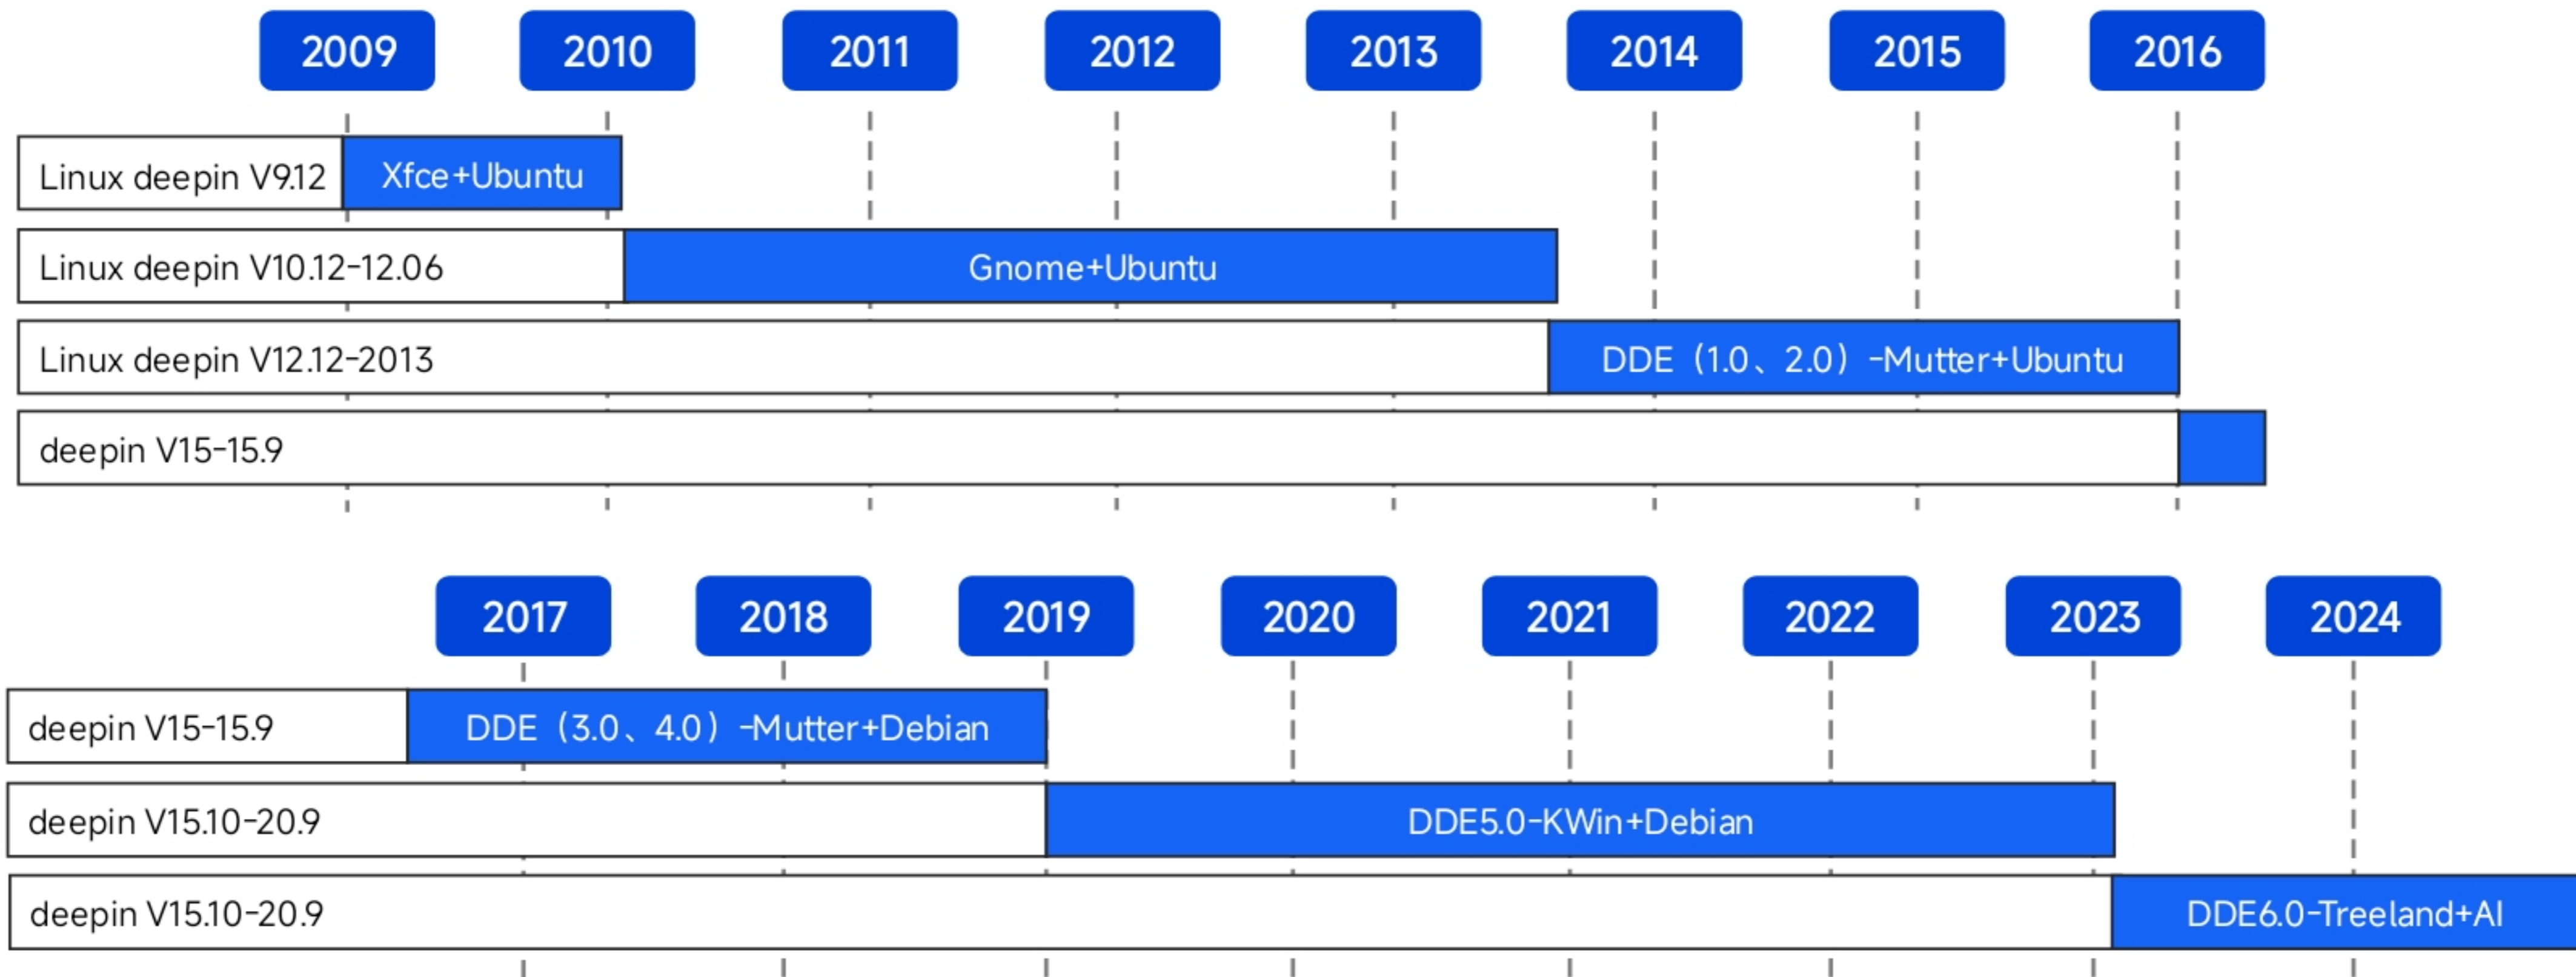 2009 2010 2011 2012 2013 2014 2015 2016
Linux deepin V9.12 Xfce+Ubuntu
Linux deepin V10.12-12.06 Gnome+Ubuntu
Linux deepin V12.12-2013 DDE（1.0、2.0）-Mutter+Ubuntu
deepin V15-15.9
2017 2018 2019 2020 2021 2022 2023 2024
deepin V15-15.9 DDE（3.0、4.0）-Mutter+Debian
deepin V15.10-20.9 DDE5.0-KWin+Debian
deepin V15.10-20.9 DDE6.0-Treeland+AI